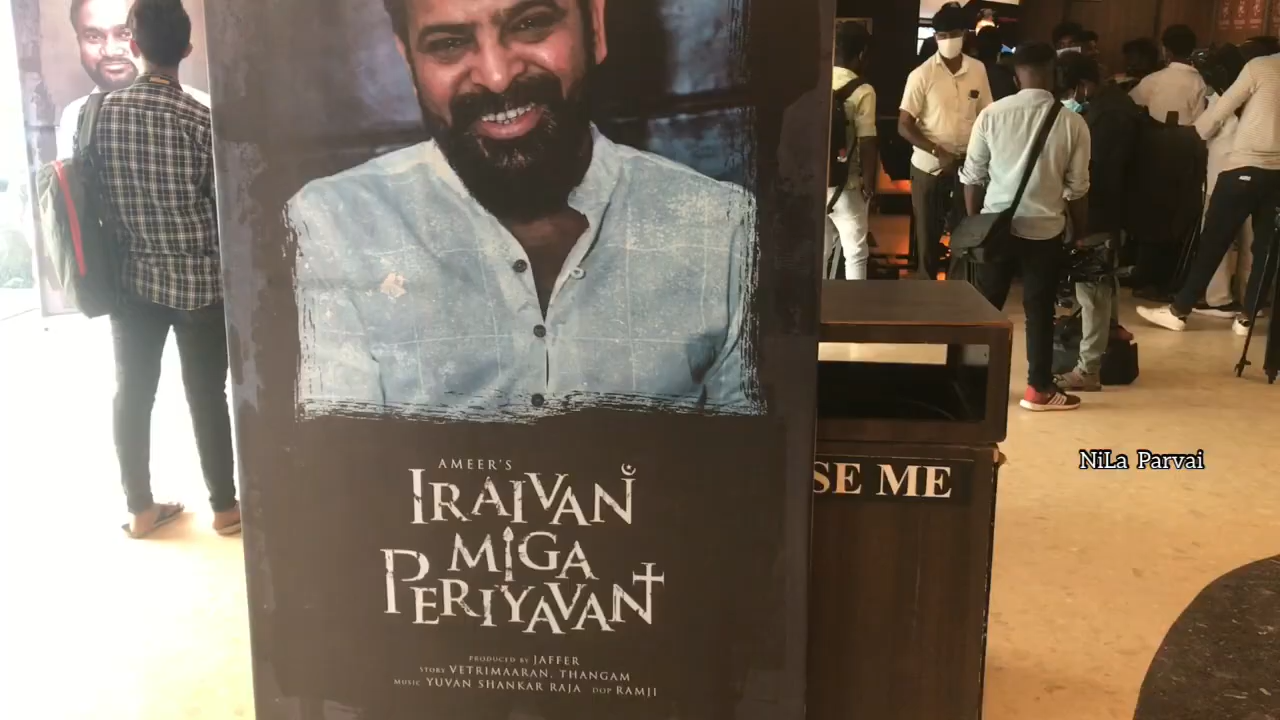 AMEER'S
IRAIVAN
MIGA
PERIYAVAN
PRODUCED BY JAFFER
STORY VETRIMAARAN, THANGAM
MUSIC YUVAN SHANKAR RAJA DOP RAMJI
SE ME
NiLa Parvai